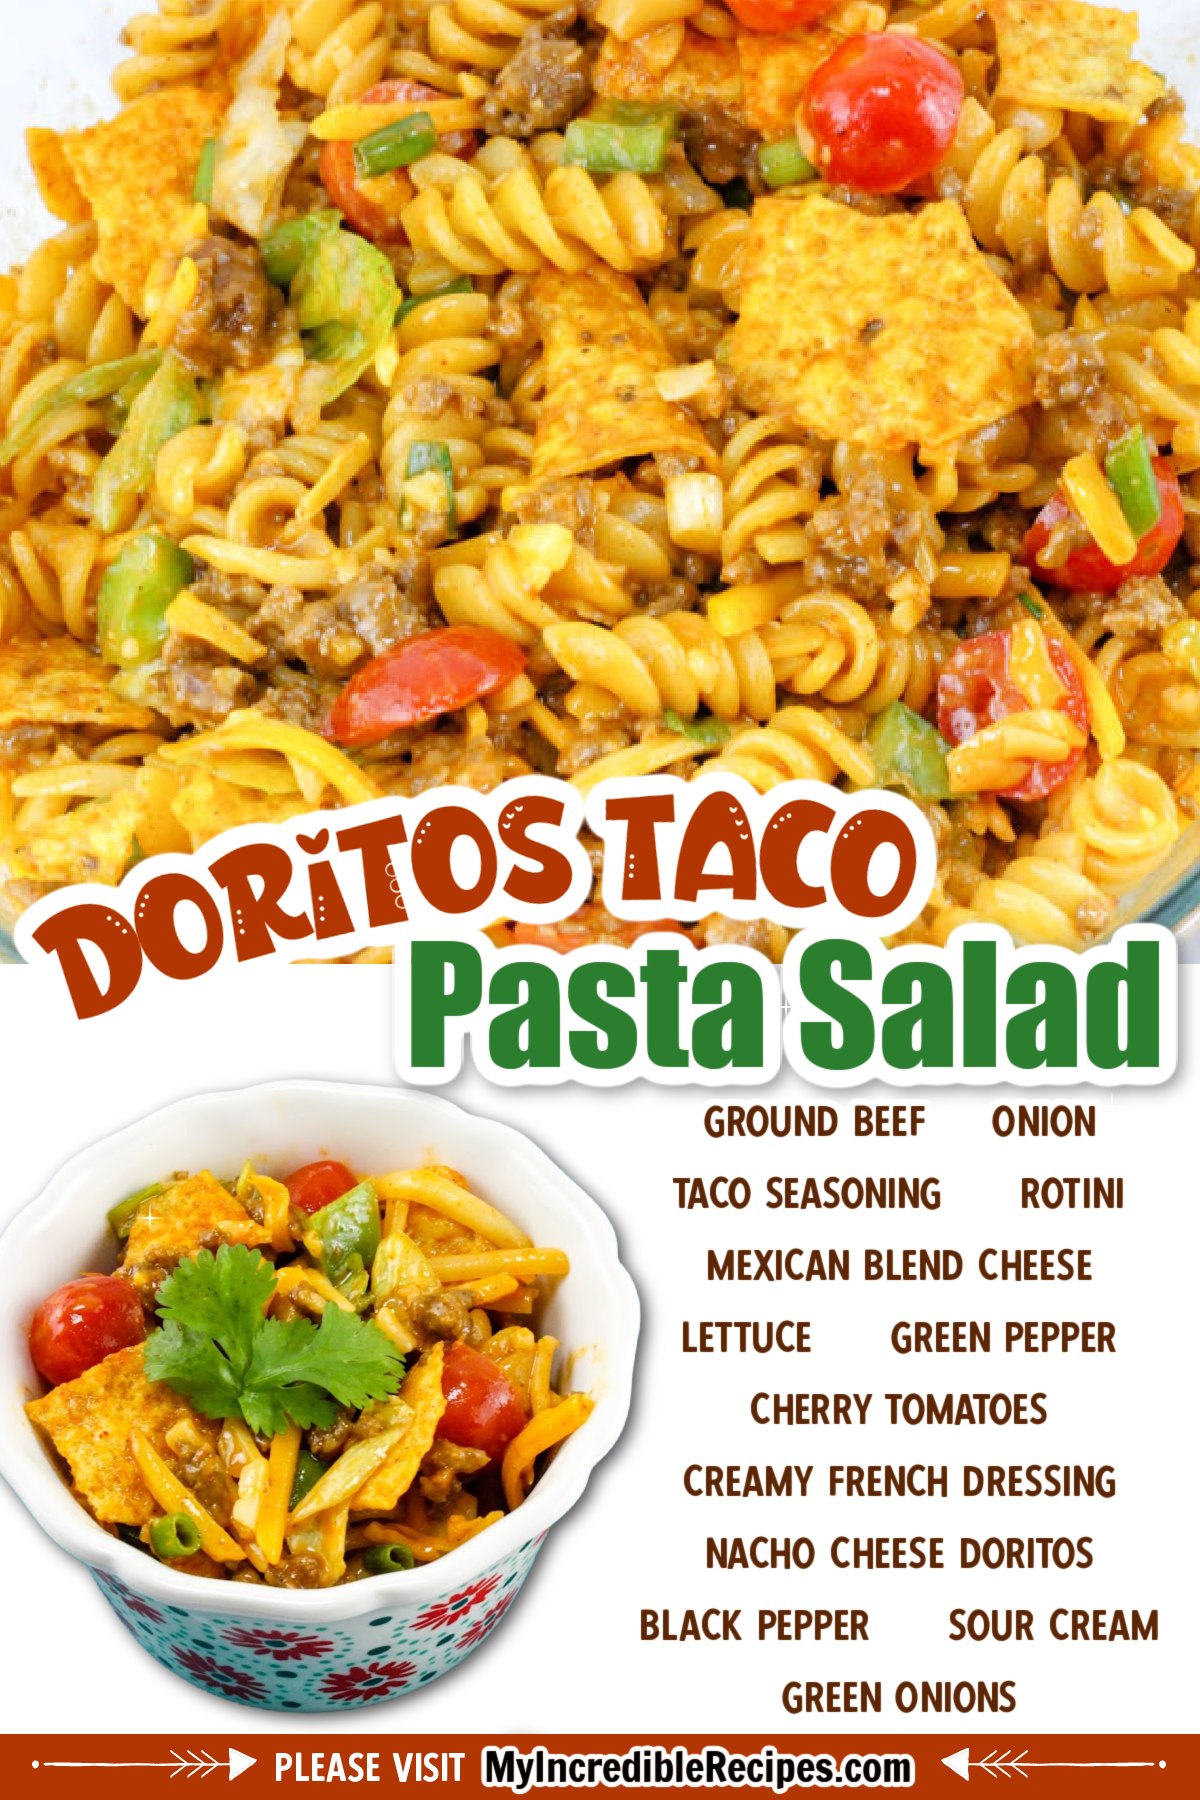 DORITOS TACO
Pasta Salad
GROUND BEEF ONION
TACO SEASONING ROTINI
MEXICAN BLEND CHEESE
LETTUCE GREEN PEPPER
CHERRY TOMATOES
CREAMY FRENCH DRESSING
NACHO CHEESE DORITOS
BLACK PEPPER SOUR CREAM
GREEN ONIONS
PLEASE VISIT MyIncredibleRecipes.com